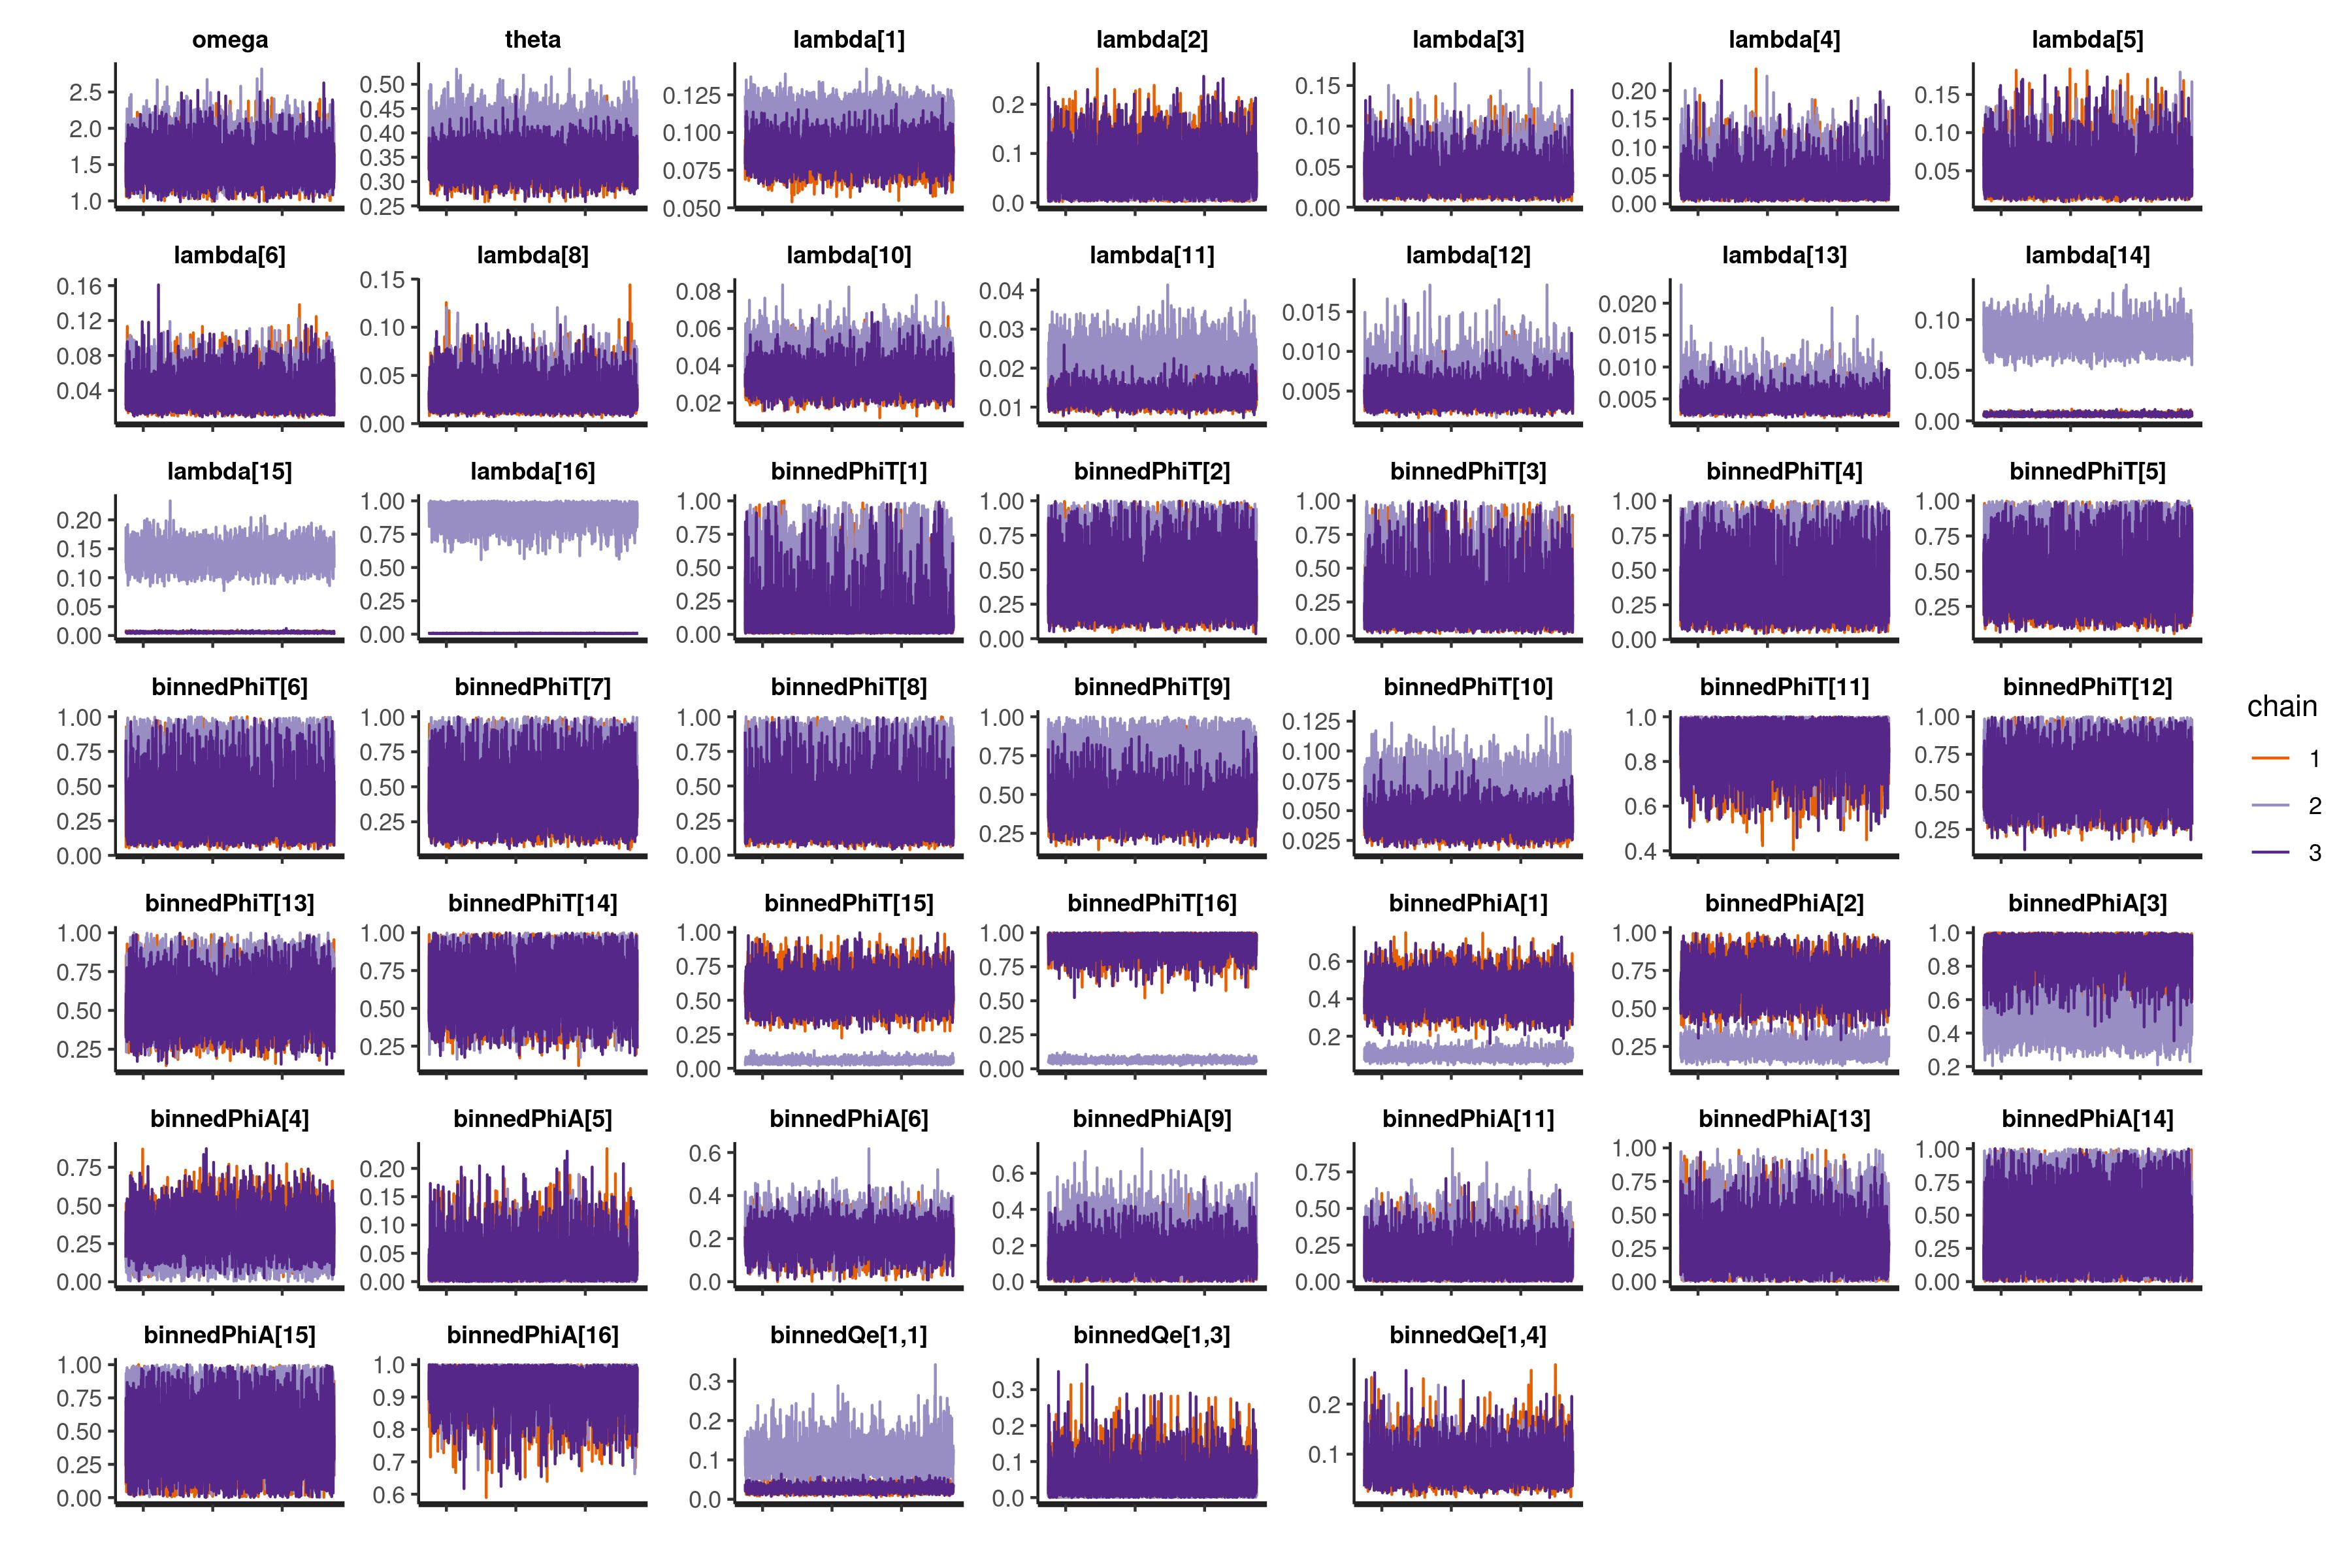 omega theta lambda[1] lambda[2] lambda[3] lambda[4] lambda[5]
2.5 2.0 1.5 1.0
0.50 0.45 0.40 0.35 0.30 0.25
0.125 0.100 0.075 0.050
0.2 0.1 0.0
0.15 0.10 0.05 0.00
0.20 0.15 0.10 0.05 0.00
0.15 0.10 0.05
lambda[6] lambda[8] lambda[10] lambda[11] lambda[12] lambda[13] lambda[14]
0.16 0.12 0.08 0.04
0.15 0.10 0.05 0.00
0.08 0.06 0.04 0.02
0.04 0.03 0.02 0.01
0.015 0.010 0.005
0.020 0.015 0.010 0.005
0.10 0.05 0.00
lambda[15] lambda[16] binnedPhiT[1] binnedPhiT[2] binnedPhiT[3] binnedPhiT[4] binnedPhiT[5]
0.20 0.15 0.10 0.05 0.00
1.00 0.75 0.50 0.25 0.00
1.00 0.75 0.50 0.25 0.00
1.00 0.75 0.50 0.25 0.00
1.00 0.75 0.50 0.25 0.00
1.00 0.75 0.50 0.25 0.00
1.00 0.75 0.50 0.25
binnedPhiT[6] binnedPhiT[7] binnedPhiT[8] binnedPhiT[9] binnedPhiT[10] binnedPhiT[11] binnedPhiT[12]
1.00 0.75 0.50 0.25 0.00
1.00 0.75 0.50 0.25
1.00 0.75 0.50 0.25 0.00
1.00 0.75 0.50 0.25
0.125 0.100 0.075 0.050 0.025
1.0 0.8 0.6 0.4
1.00 0.75 0.50 0.25
chain
1
2
3
binnedPhiT[13] binnedPhiT[14] binnedPhiT[15] binnedPhiT[16] binnedPhiA[1] binnedPhiA[2] binnedPhiA[3]
1.00 0.75 0.50 0.25
1.00 0.75 0.50 0.25
1.00 0.75 0.50 0.25 0.00
1.00 0.75 0.50 0.25 0.00
0.6 0.4 0.2
1.00 0.75 0.50 0.25
1.0 0.8 0.6 0.4 0.2
binnedPhiA[4] binnedPhiA[5] binnedPhiA[6] binnedPhiA[9] binnedPhiA[11] binnedPhiA[13] binnedPhiA[14]
0.75 0.50 0.25 0.00
0.20 0.15 0.10 0.05 0.00
0.6 0.4 0.2 0.0
0.6 0.4 0.2 0.0
0.75 0.50 0.25 0.00
1.00 0.75 0.50 0.25 0.00
1.00 0.75 0.50 0.25 0.00
binnedPhiA[15] binnedPhiA[16] binnedQe[1,1] binnedQe[1,3] binnedQe[1,4]
1.00 0.75 0.50 0.25 0.00
1.0 0.9 0.8 0.7 0.6
0.3 0.2 0.1 0.0
0.3 0.2 0.1 0.0
0.2 0.1